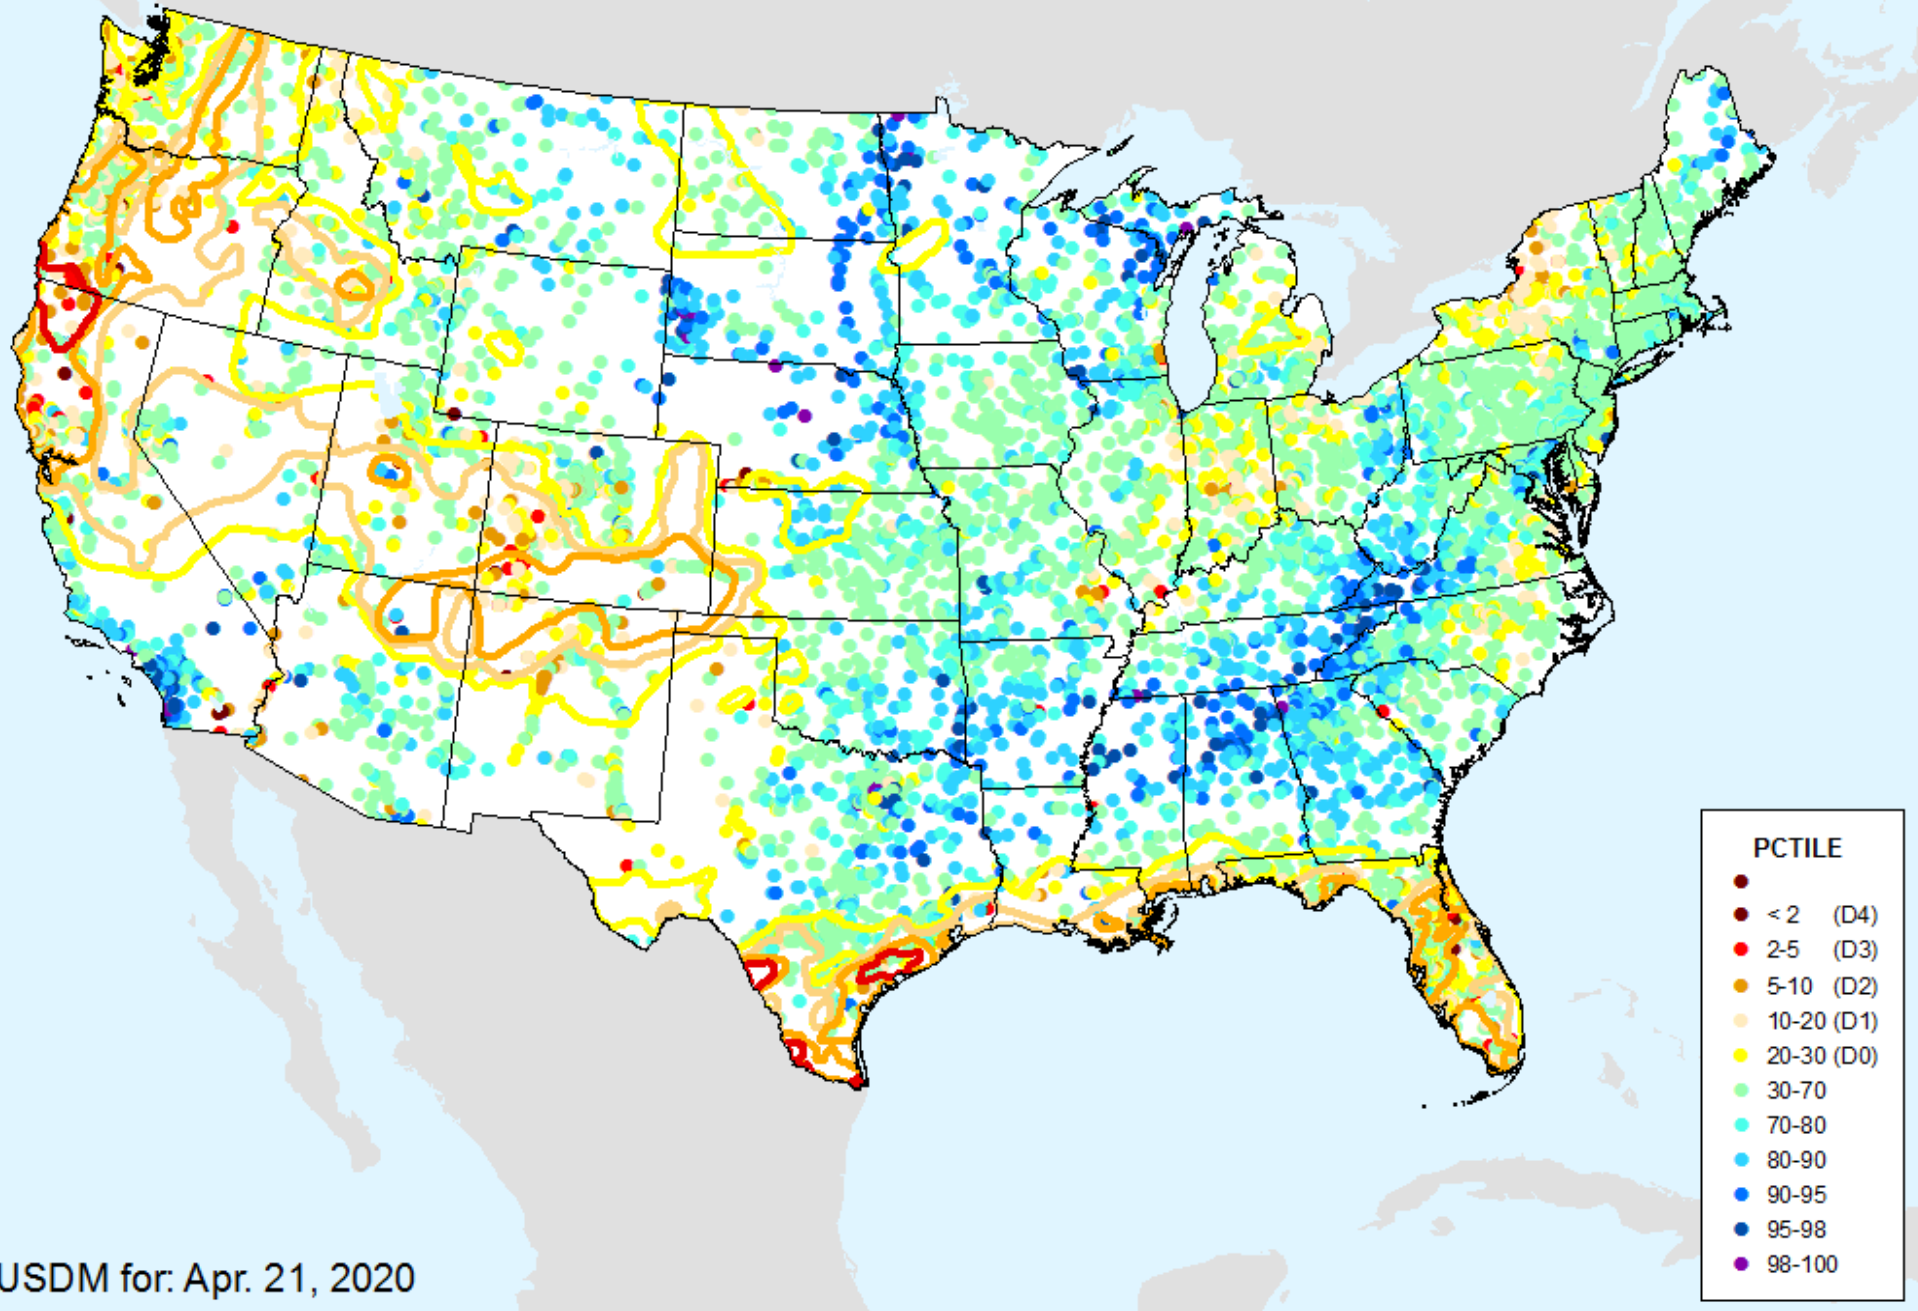 PCTILE
< 2 (D4)
2-5 (D3)
5-10 (D2)
10-20 (D1)
20-30 (D0)
30-70
70-80
80-90
90-95
95-98
98-100
USDM for: Apr. 21, 2020